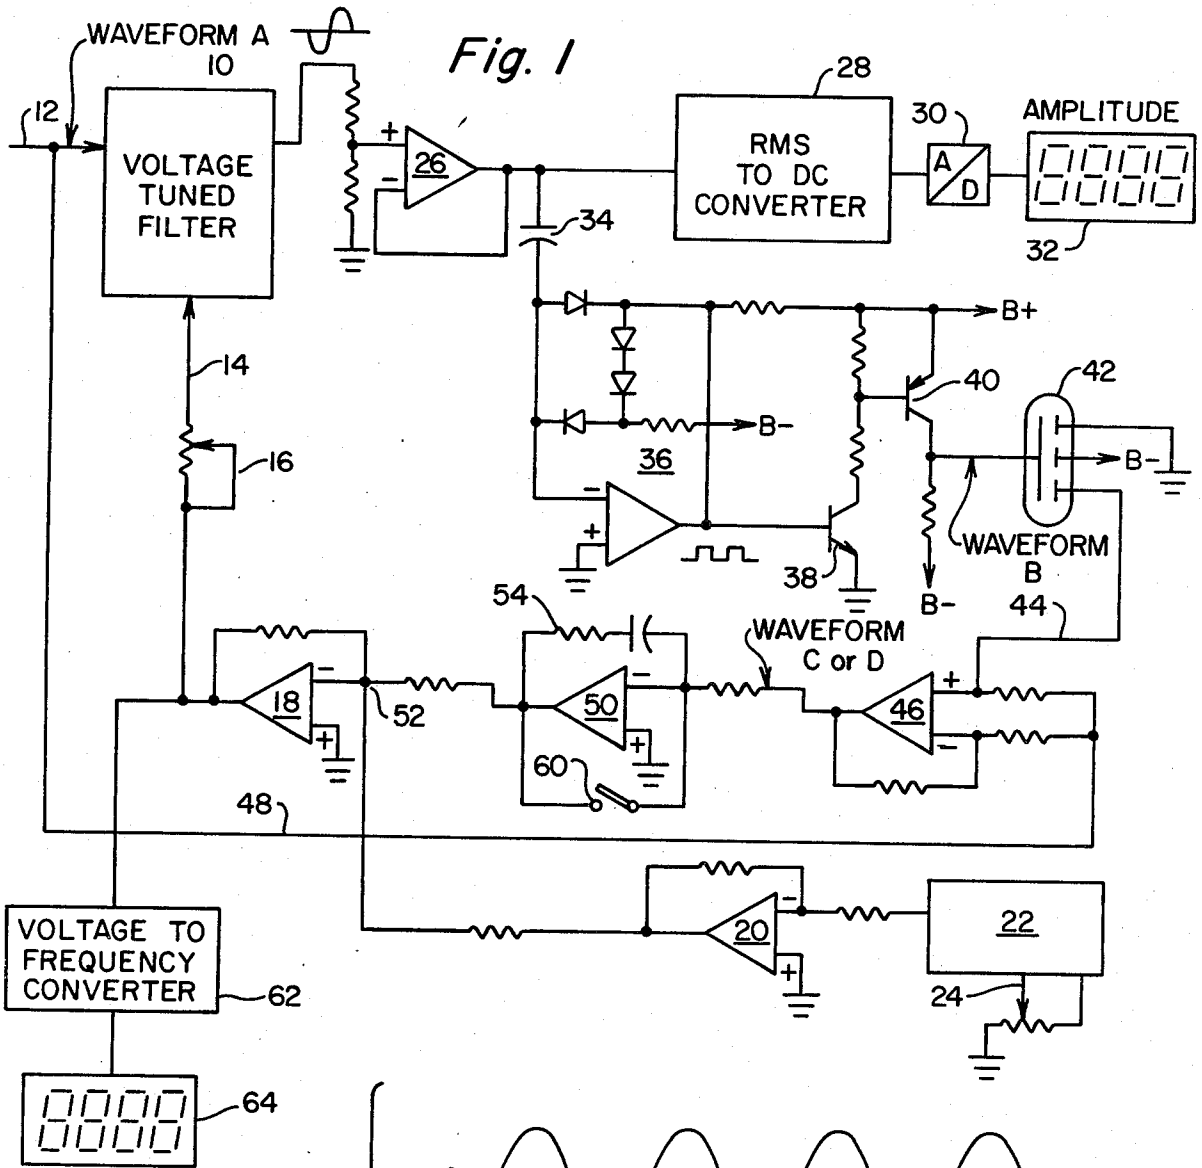 WAVEFORM A
10
Fig. 1
12
VOLTAGE
TUNED
FILTER
+
26
-
28
RMS
TO DC
CONVERTER
30
A
D
AMPLITUDE
8888
32
34
14
16
B+
40
42
B-
B-
36
-
+
38
WAVEFORM
B
B-
44
54
WAVEFORM
C or D
18
-
+
52
50
-
+
46
+
-
60
48
20
-
+
22
24
VOLTAGE TO
FREQUENCY
CONVERTER
62
8888
64